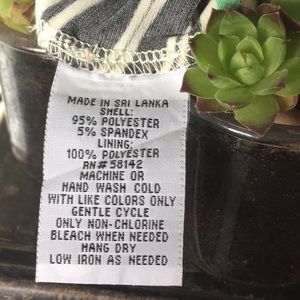 MADE IN SRI LANKA
SHELL:
95% POLYESTER
5% SPANDEX
LINING:
100% POLYESTER
RN# 58142
MACHINE OR
HAND WASH COLD
WITH LIKE COLORS ONLY
GENTLE CYCLE
ONLY NON-CHLORINE
BLEACH WHEN NEEDED
HANG DRY
LOW IRON AS NEEDED